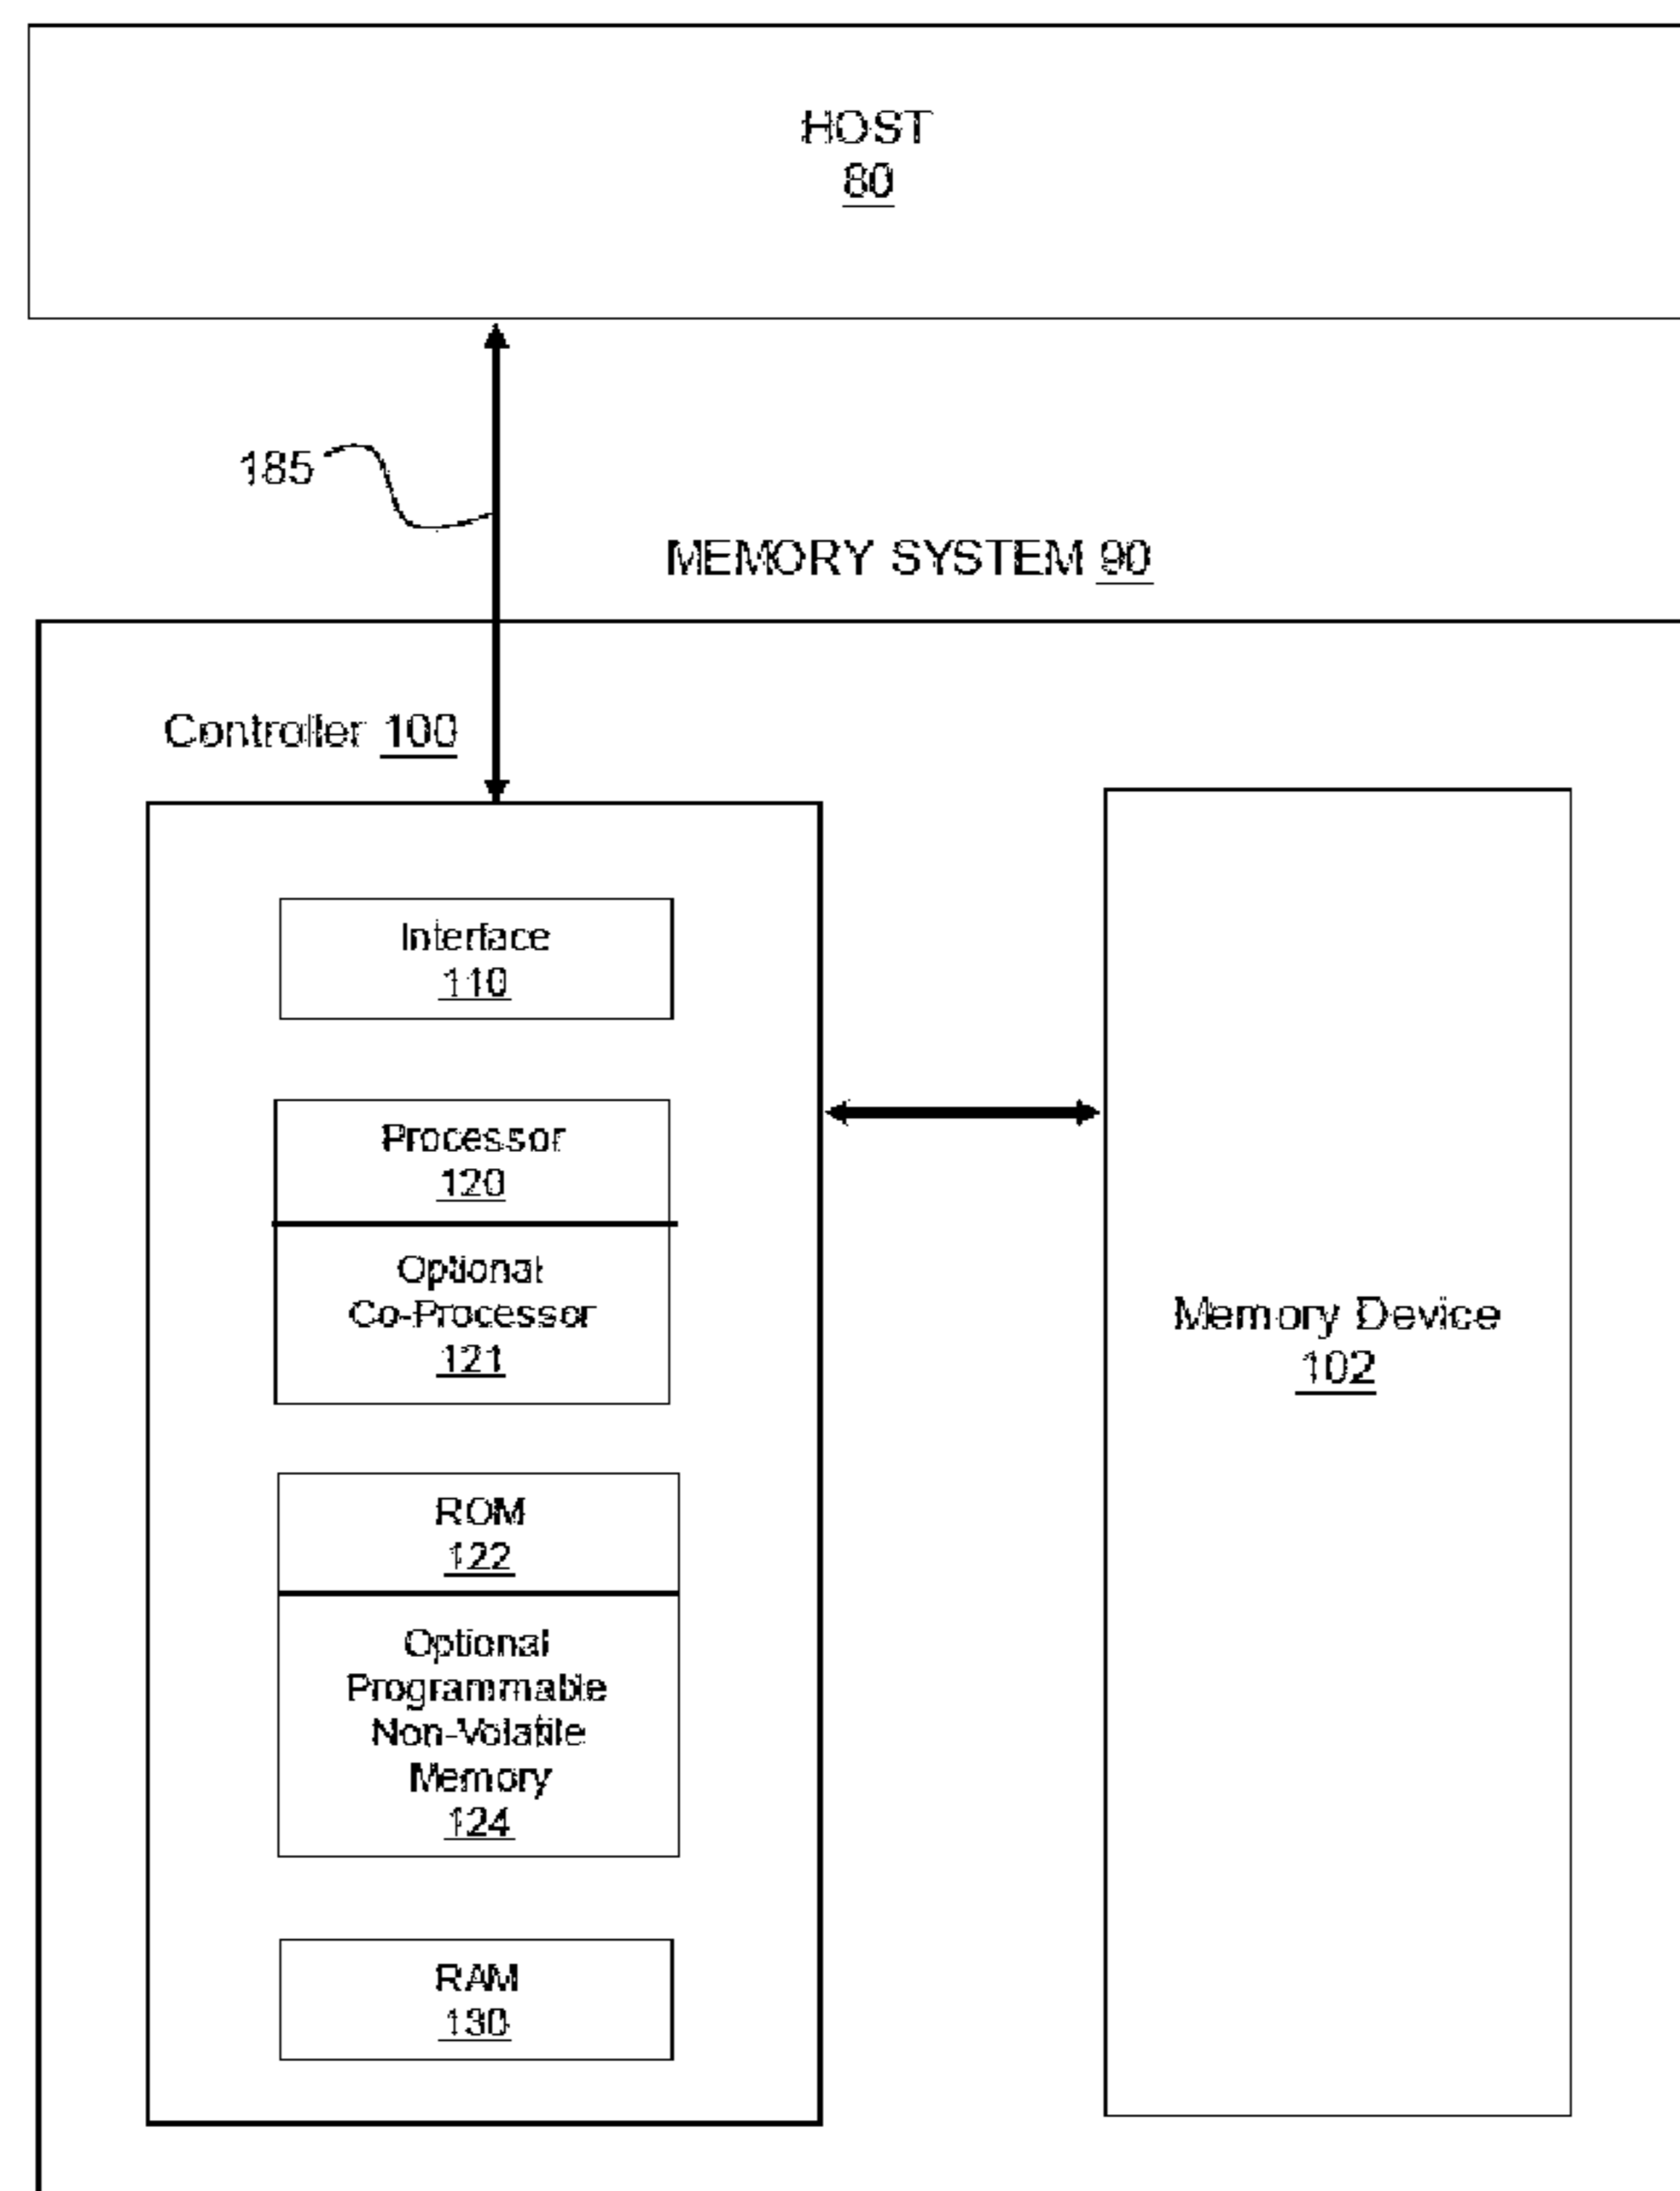 HOST
80
185
MEMORY SYSTEM 90
Controller 100
Interface
110
Processor
120
Optional
Co-Processor
121
ROM
122
Optional
Programmable
Non-Volatile
Memory
124
RAM
130
Memory Device
102